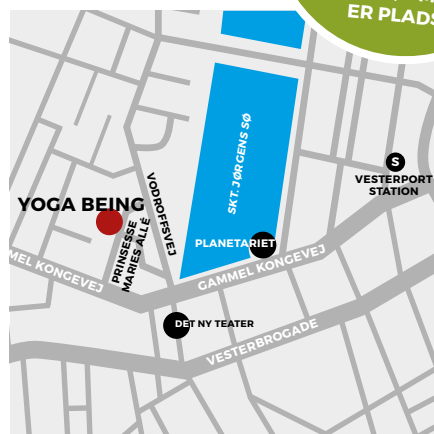 ER PLADS
SKT. JØRGENS SØ
S
VESTERPORT
STATION
VODROFFSVEJ
YOGA BEING
PRINSESSE
MARIES ALLÉ
PLANETARIET
GAMMEL KONGEVEJ
KONGEVEJ
DET NY TEATER
VESTERBROGADE